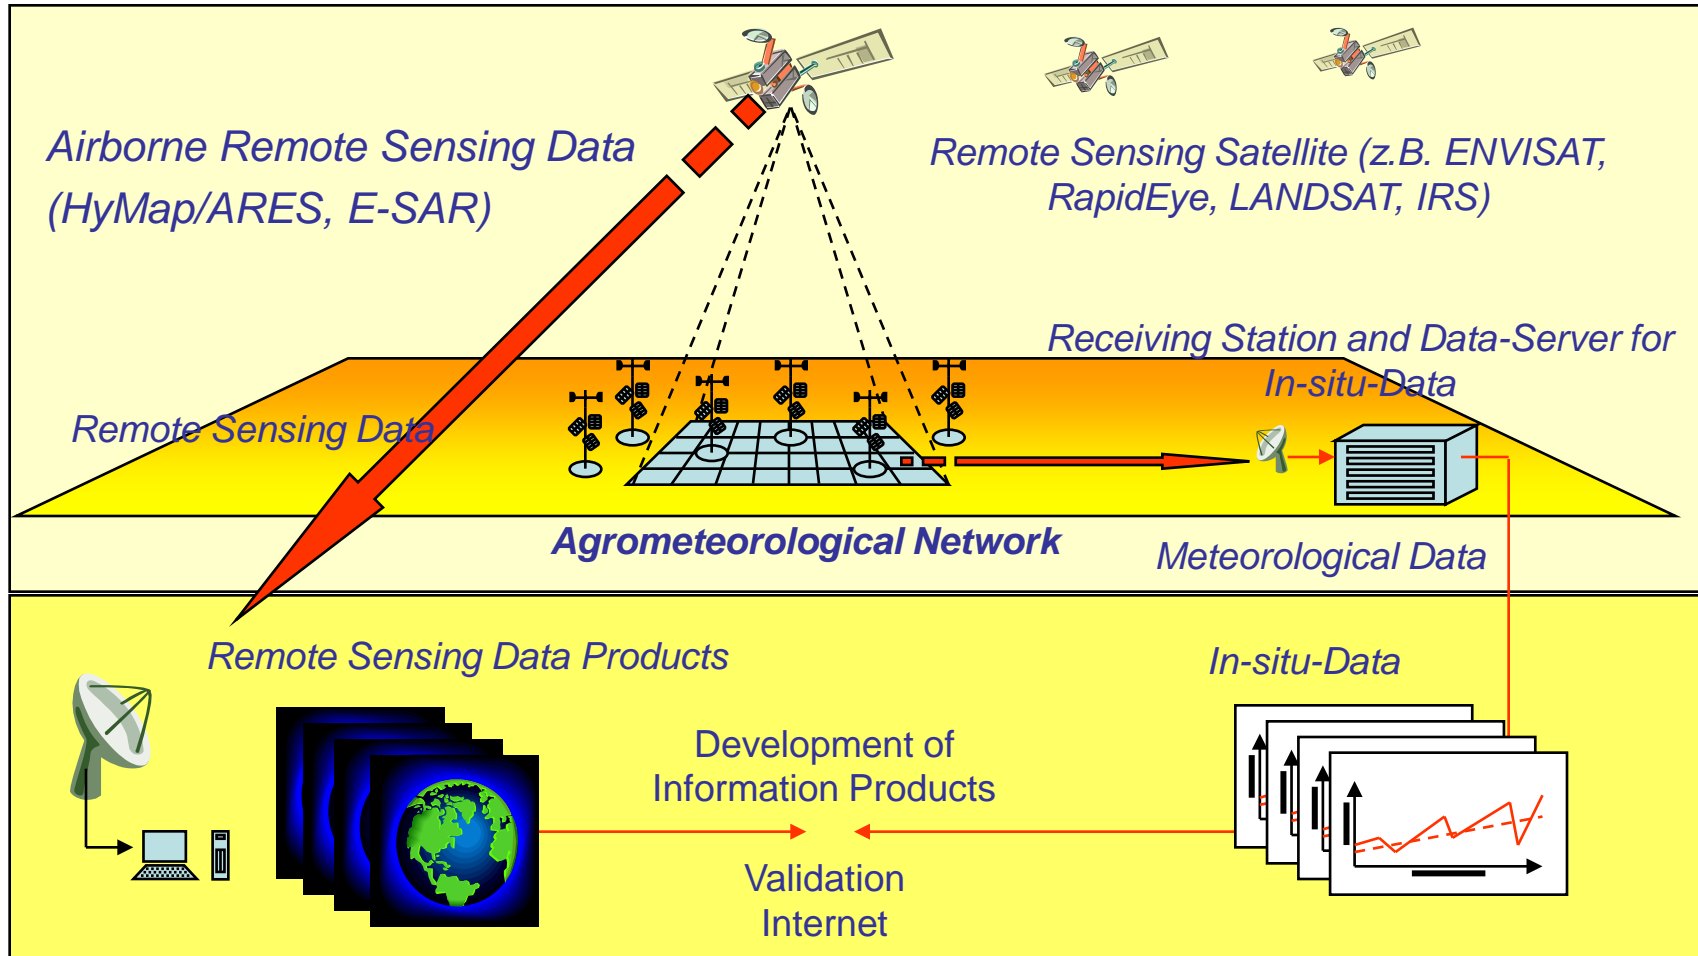 Airborne Remote Sensing Data
(HyMap/ARES, E-SAR)
Remote Sensing Satellite (z.B. ENVISAT,
RapidEye, LANDSAT, IRS)
Receiving Station and Data-Server for
In-situ-Data
Remote Sensing Data
Agrometeorological Network
Meteorological Data
Remote Sensing Data Products
In-situ-Data
Development of
Information Products
Validation
Internet